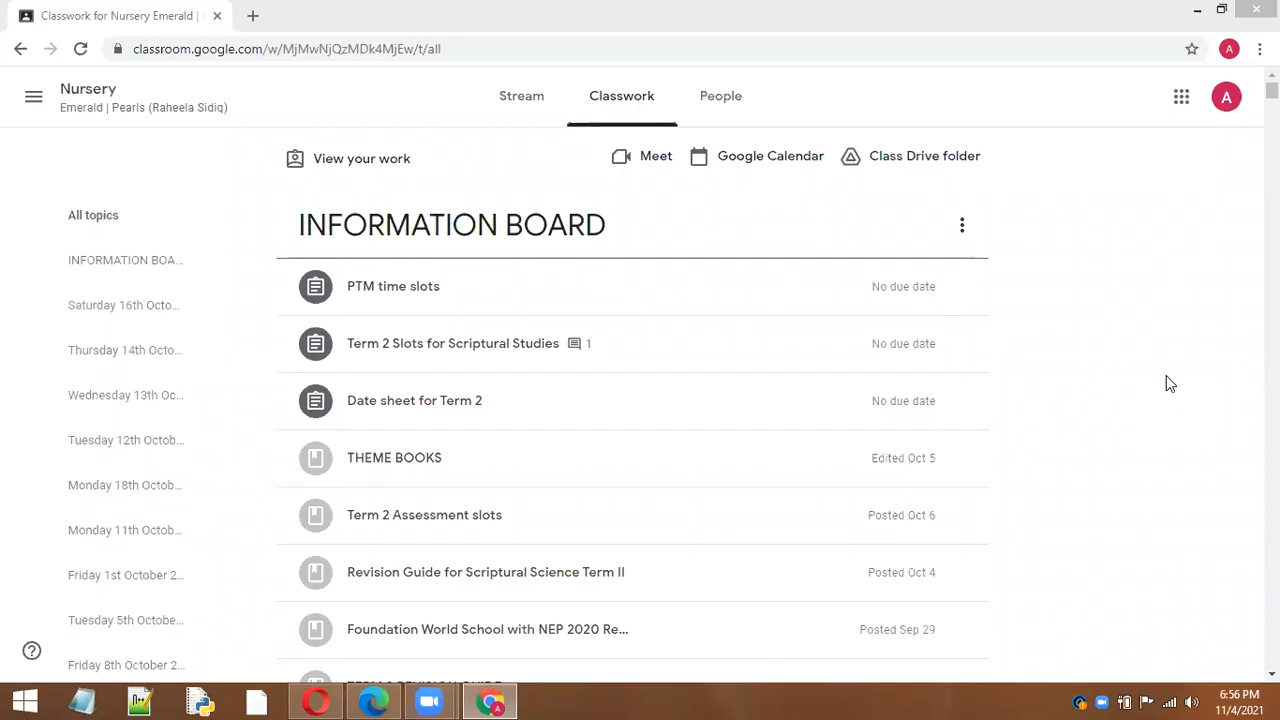 Classwork for Nursery Emerald |
classroom.google.com/w/MjMwNjQzMDk4MjEw/t/all
A
Nursery
Emerald | Pearls (Raheela Sidiq)
Stream
Classwork
People
A
View your work
Meet
Google Calendar
Class Drive folder
All topics
INFORMATION BOA...
Saturday 16th Octo...
Thursday 14th Octo...
Wednesday 13th Oc...
Tuesday 12th Octob...
Monday 18th Octob...
Monday 11th Octob...
Friday 1st October 2...
Tuesday 5th Octobe...
Friday 8th October 2...
INFORMATION BOARD
PTM time slots
No due date
Term 2 Slots for Scriptural Studies 1
No due date
Date sheet for Term 2
No due date
THEME BOOKS
Edited Oct 5
Term 2 Assessment slots
Posted Oct 6
Revision Guide for Scriptural Science Term II
Posted Oct 4
Foundation World School with NEP 2020 Re...
Posted Sep 29
6:56 PM
11/4/2021